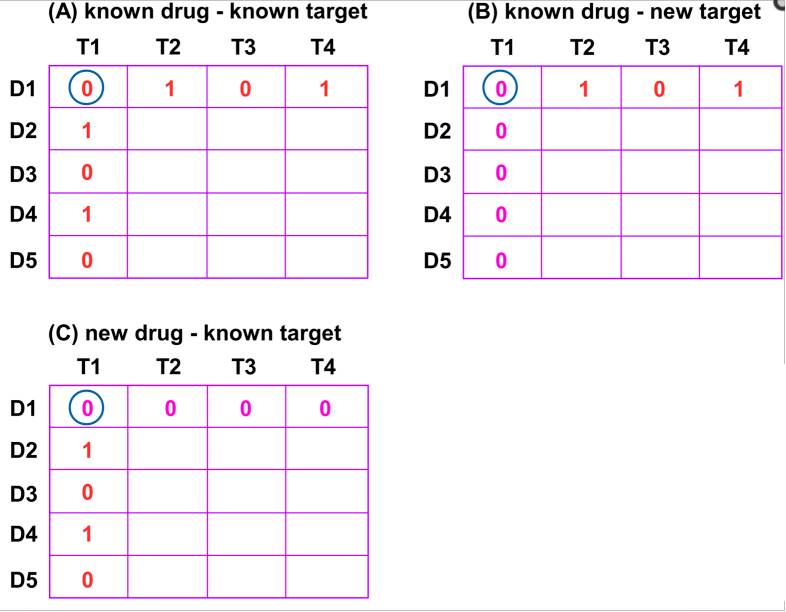 (A) known drug - known target
T1 T2 T3 T4
D1 0 1 0 1
D2 1
D3 0
D4 1
D5 0
(B) known drug - new target
T1 T2 T3 T4
D1 0 1 0 1
D2 0
D3 0
D4 0
D5 0
(C) new drug - known target
T1 T2 T3 T4
D1 0 0 0 0
D2 1
D3 0
D4 1
D5 0